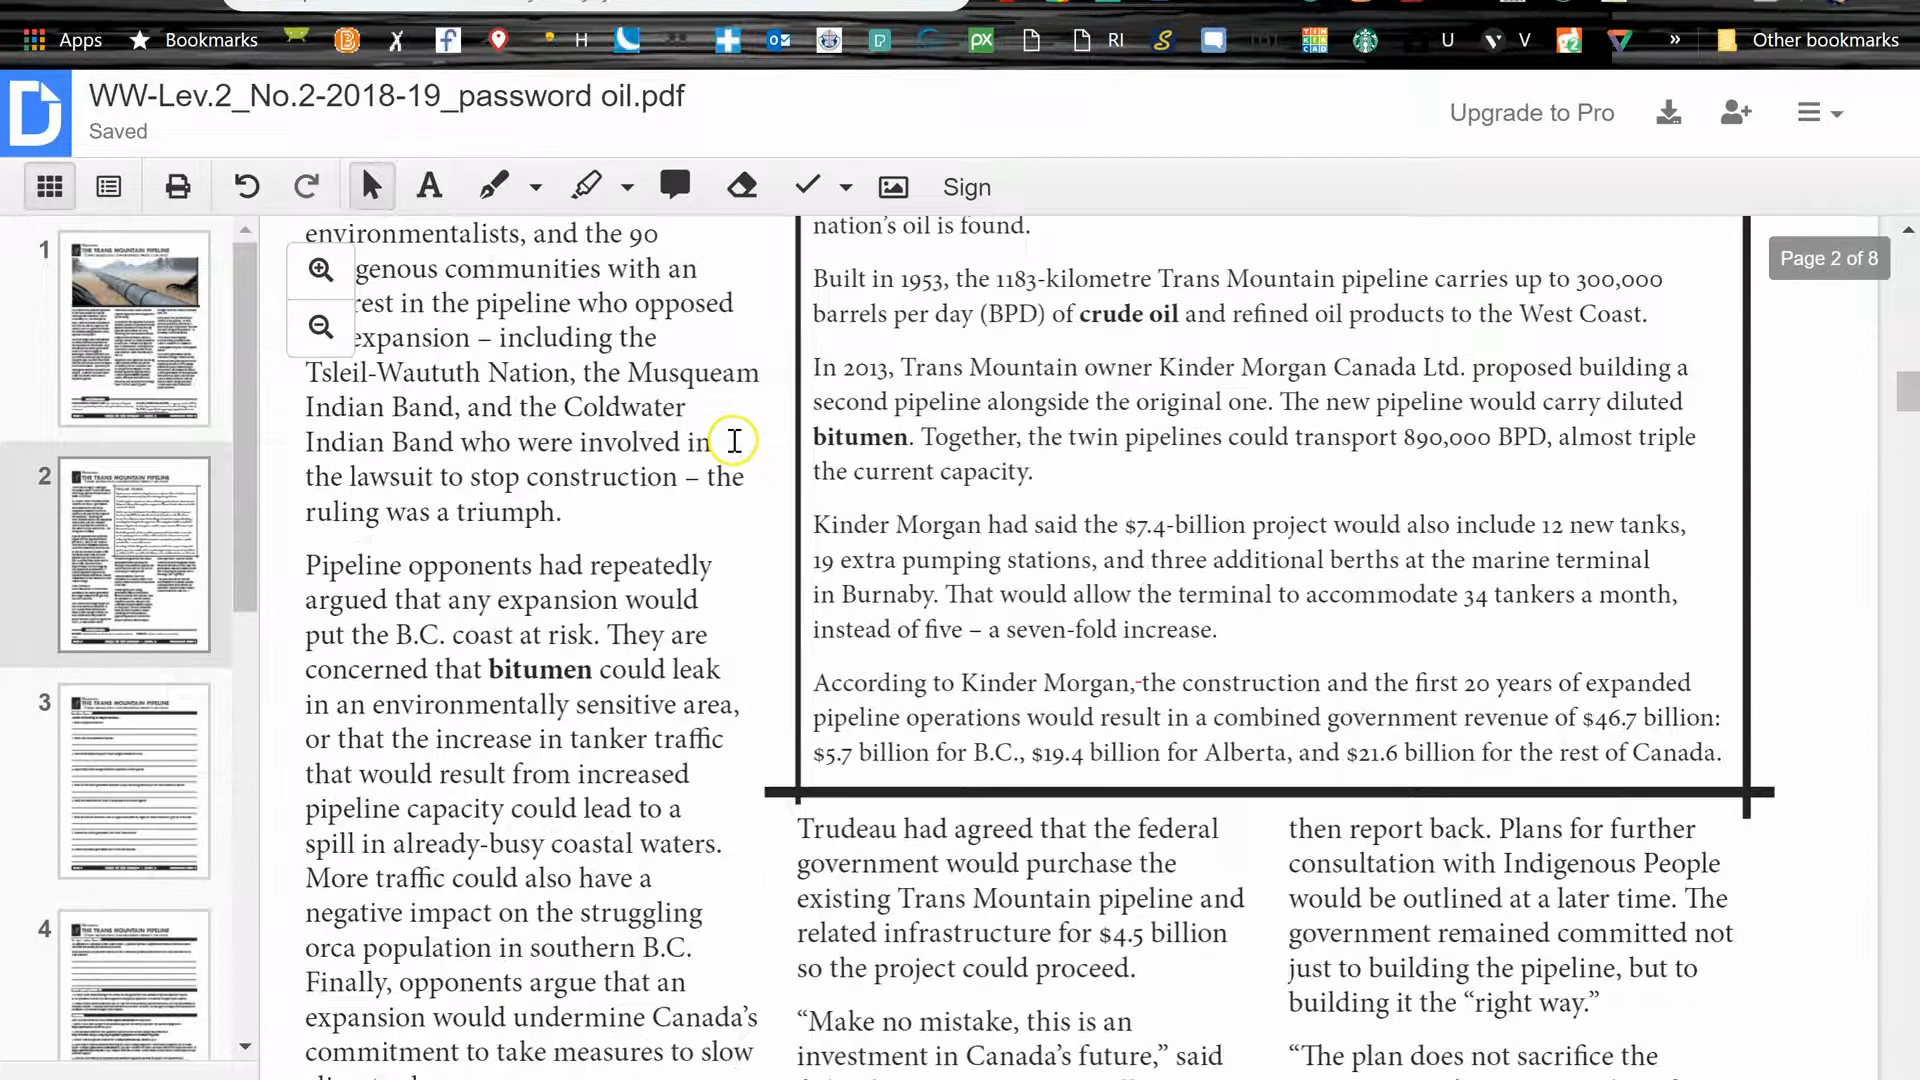 Apps
Bookmarks
H
RI
U
V
»
Other bookmarks
WW-Lev.2_No.2-2018-19_password oil.pdf
Saved
Upgrade to Pro
Sign
Page 2 of 8
1
THE TRANS MOUNTAIN PIPELINE
2
THE TRANS MOUNTAIN PIPELINE
3
THE TRANS MOUNTAIN PIPELINE
4
THE TRANS MOUNTAIN PIPELINE
environmentalists, and the 90
genous communities with an
rest in the pipeline who opposed
expansion – including the
Tsleil-Waututh Nation, the Musqueam
Indian Band, and the Coldwater
Indian Band who were involved in
the lawsuit to stop construction – the
ruling was a triumph.
Pipeline opponents had repeatedly
argued that any expansion would
put the B.C. coast at risk. They are
concerned that bitumen could leak
in an environmentally sensitive area,
or that the increase in tanker traffic
that would result from increased
pipeline capacity could lead to a
spill in already-busy coastal waters.
More traffic could also have a
negative impact on the struggling
orca population in southern B.C.
Finally, opponents argue that an
expansion would undermine Canada’s
commitment to take measures to slow
nation’s oil is found.
Built in 1953, the 1183-kilometre Trans Mountain pipeline carries up to 300,000
barrels per day (BPD) of crude oil and refined oil products to the West Coast.
In 2013, Trans Mountain owner Kinder Morgan Canada Ltd. proposed building a
second pipeline alongside the original one. The new pipeline would carry diluted
bitumen. Together, the twin pipelines could transport 890,000 BPD, almost triple
the current capacity.
Kinder Morgan had said the $7.4-billion project would also include 12 new tanks,
19 extra pumping stations, and three additional berths at the marine terminal
in Burnaby. That would allow the terminal to accommodate 34 tankers a month,
instead of five – a seven-fold increase.
According to Kinder Morgan,-the construction and the first 20 years of expanded
pipeline operations would result in a combined government revenue of $46.7 billion:
$5.7 billion for B.C., $19.4 billion for Alberta, and $21.6 billion for the rest of Canada.
Trudeau had agreed that the federal
government would purchase the
existing Trans Mountain pipeline and
related infrastructure for $4.5 billion
so the project could proceed.
“Make no mistake, this is an
investment in Canada’s future,” said
then report back. Plans for further
consultation with Indigenous People
would be outlined at a later time. The
government remained committed not
just to building the pipeline, but to
building it the “right way.”
“The plan does not sacrifice the